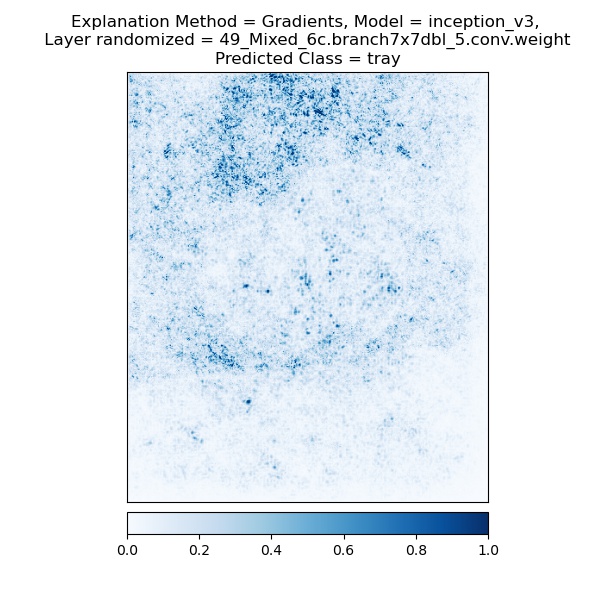 Explanation Method = Gradients, Model = inception_v3,
Layer randomized = 49_Mixed_6c.branch7x7dbl_5.conv.weight
Predicted Class = tray
0.0 0.2 0.4 0.6 0.8 1.0